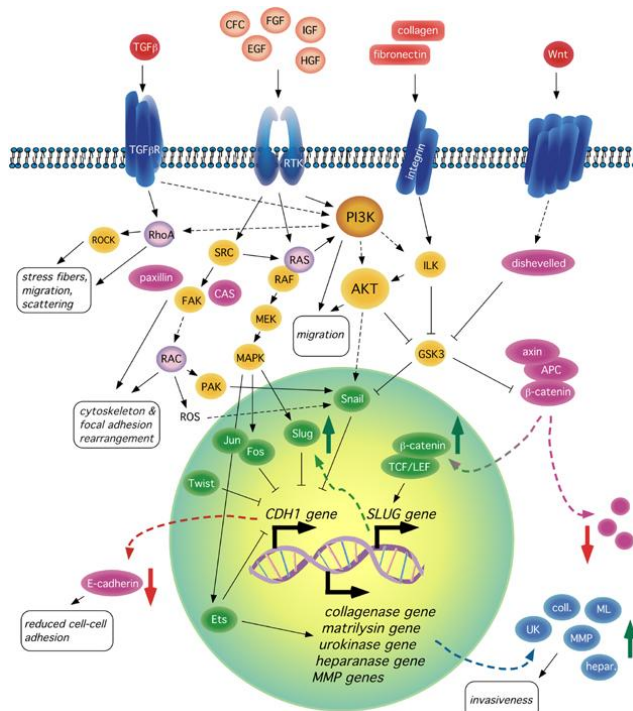 CFC
FGF
IGF
EGF
HGF
TGFβ
collagen
fibronectin
Wnt
TGFβR
RTK
integrin
PI3K
ROCK
RhoA
SRC
RAS
RAF
ILK
dishevelled
stress fibers,
migration,
scattering
paxillin
FAK
CAS
AKT
MEK
migration
RAC
MAPK
GSK3
axin
APC
β-catenin
PAK
ROS
Snail
cytoskeleton &
focal adhesion
rearrangement
Jun
Fos
Slug
β-catenin
TCF/LEF
Twist
CDH1 gene
SLUG gene
E-cadherin
reduced cell-cell
adhesion
Ets
collagenase gene
matrilysin gene
urokinase gene
heparanase gene
MMP genes
coll.
ML
UK
MMP
hepar.
invasiveness